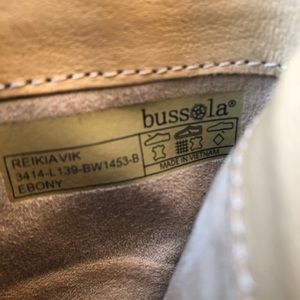 bussola®
REIKIAVIK
3414-L139-BW1453-B
EBONY
MADE IN VIETNAM